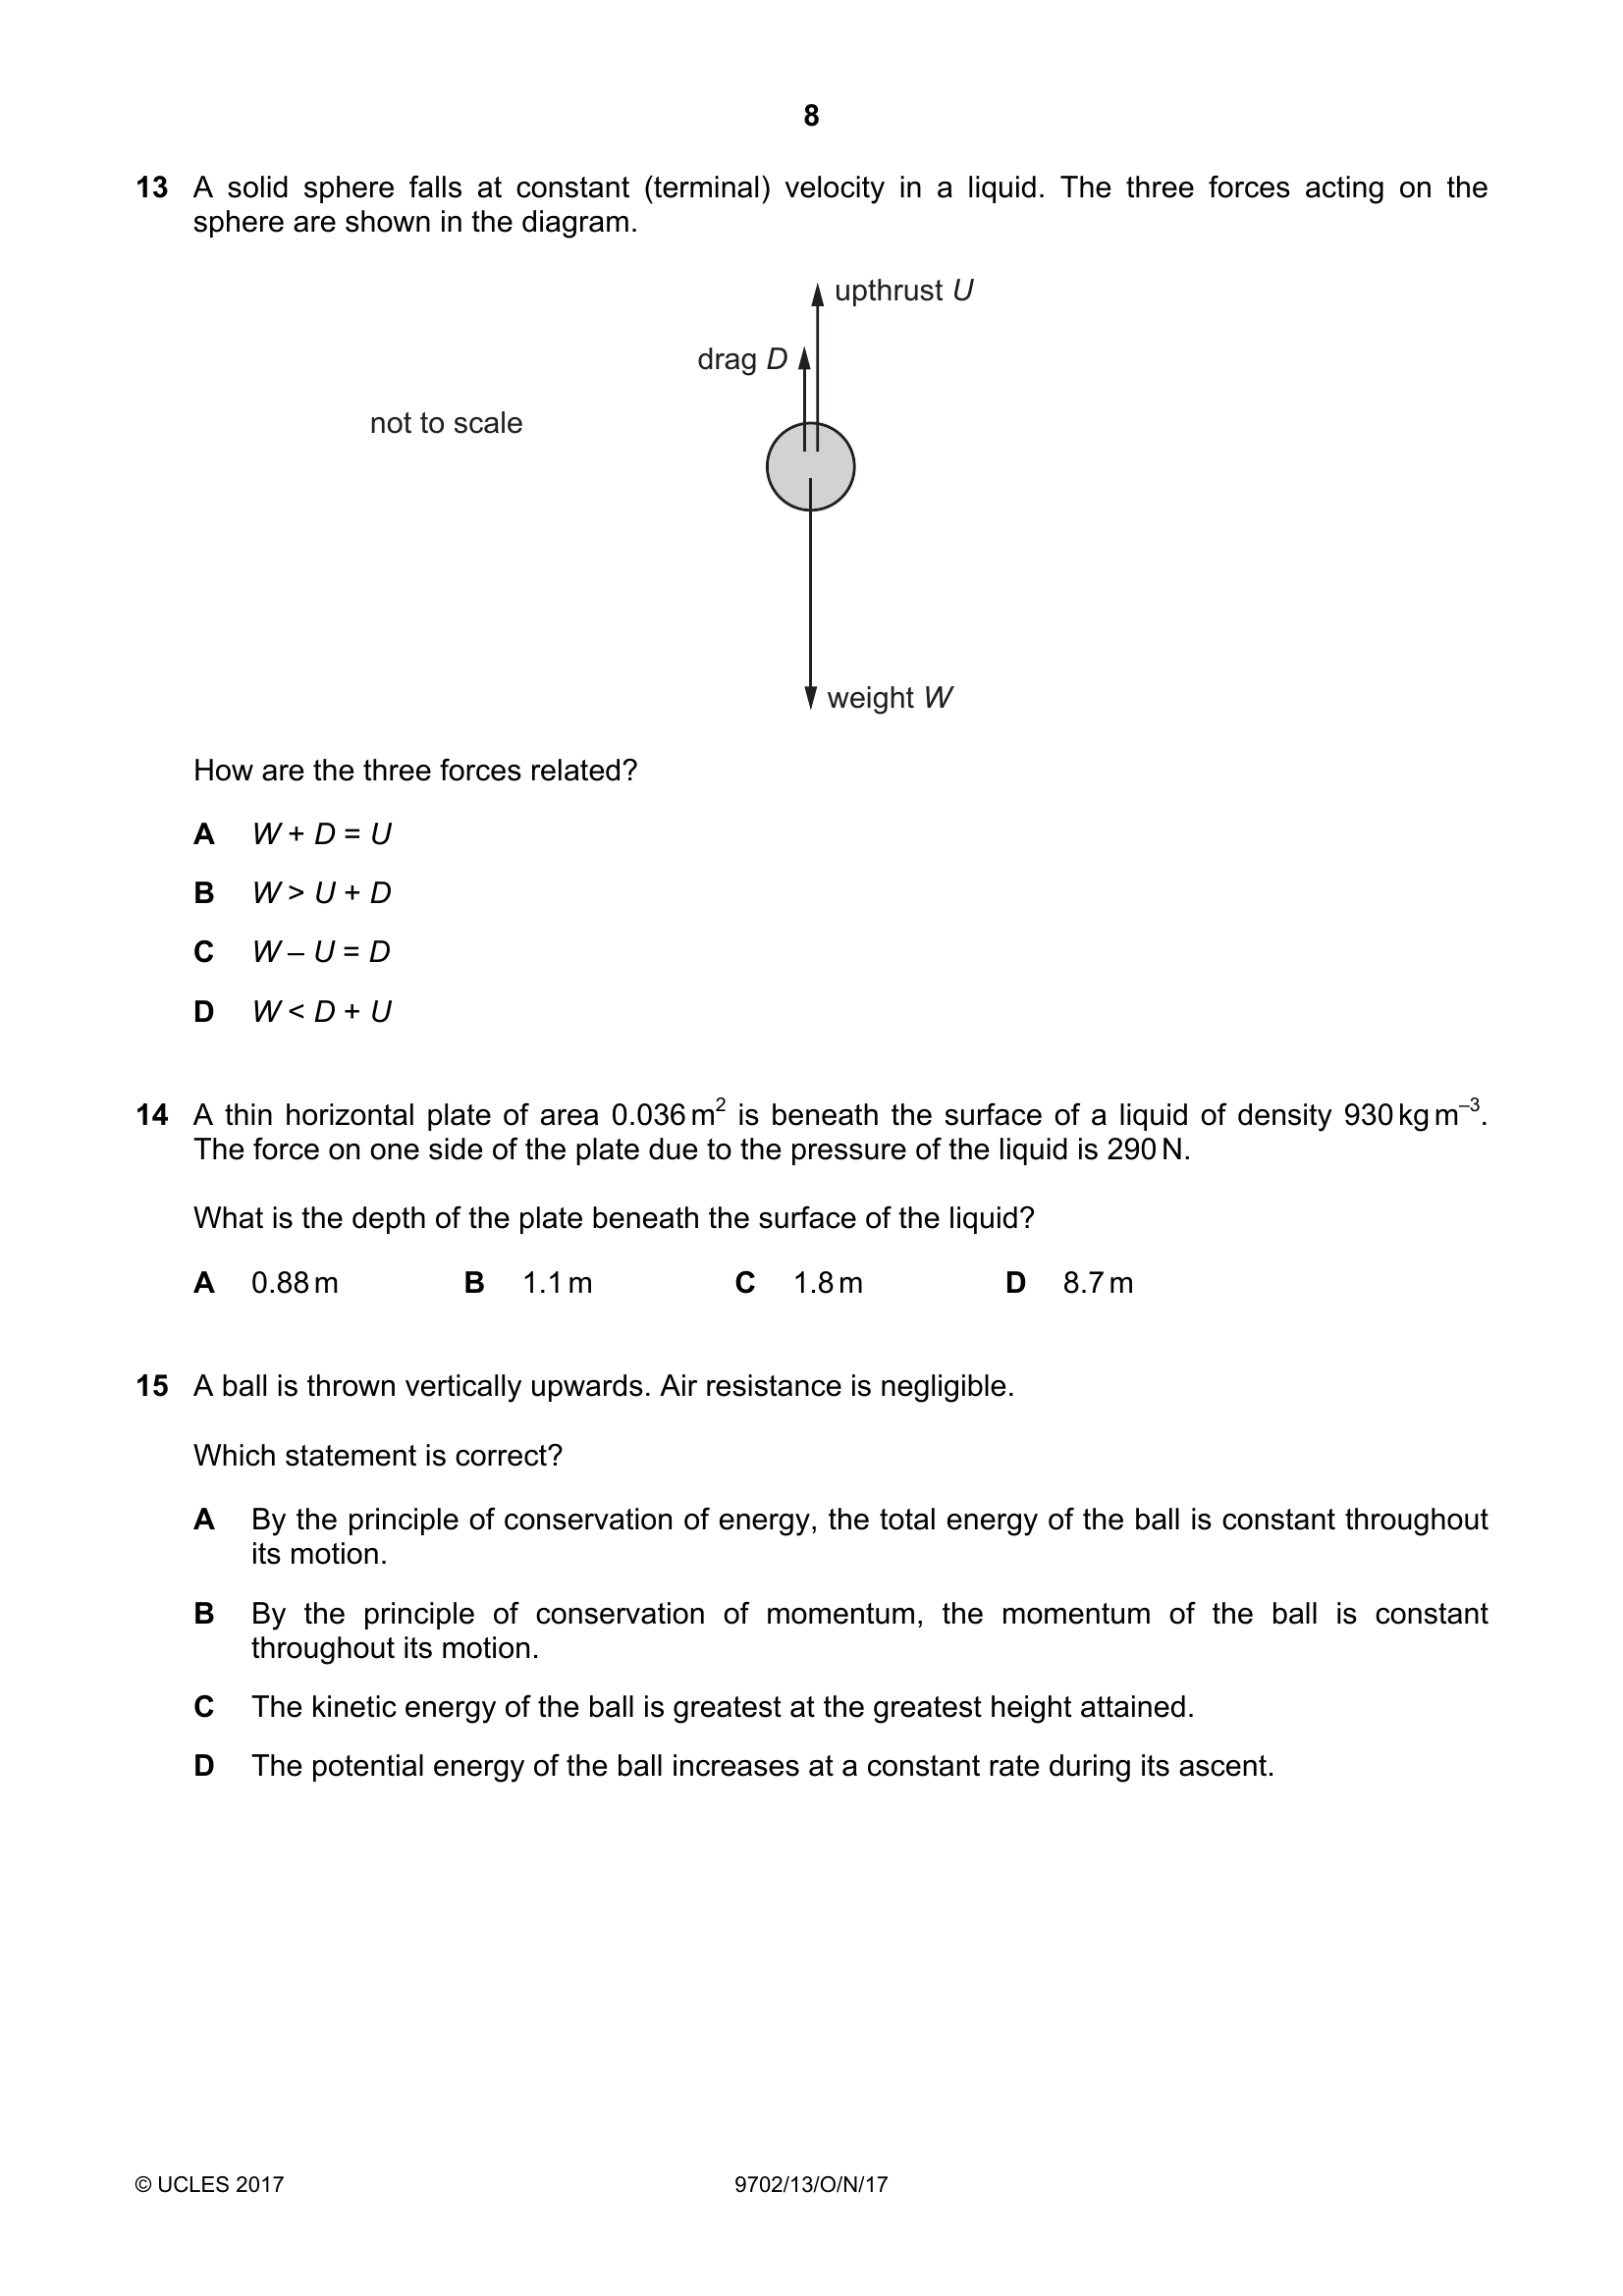 8
13 A solid sphere falls at constant (terminal) velocity in a liquid. The three forces acting on the
sphere are shown in the diagram.
upthrust U
drag D
not to scale
weight W
How are the three forces related?
A W + D = U
B W > U + D
C W – U = D
D W < D + U
14 A thin horizontal plate of area 0.036 m² is beneath the surface of a liquid of density 930 kg m⁻³.
The force on one side of the plate due to the pressure of the liquid is 290 N.
What is the depth of the plate beneath the surface of the liquid?
A 0.88 m B 1.1 m C 1.8 m D 8.7 m
15 A ball is thrown vertically upwards. Air resistance is negligible.
Which statement is correct?
A By the principle of conservation of energy, the total energy of the ball is constant throughout
its motion.
B By the principle of conservation of momentum, the momentum of the ball is constant
throughout its motion.
C The kinetic energy of the ball is greatest at the greatest height attained.
D The potential energy of the ball increases at a constant rate during its ascent.
© UCLES 2017 9702/13/O/N/17